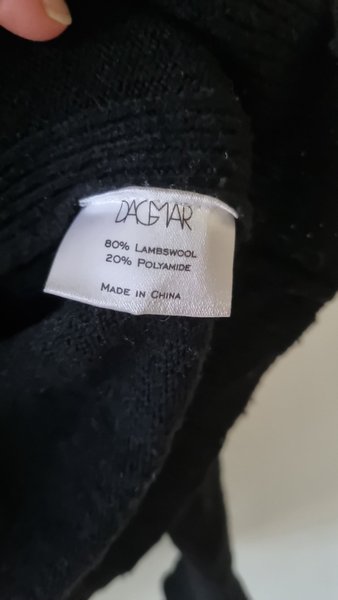 DAGMAR
80% LAMBSWOOL
20% POLYAMIDE
MADE IN CHINA